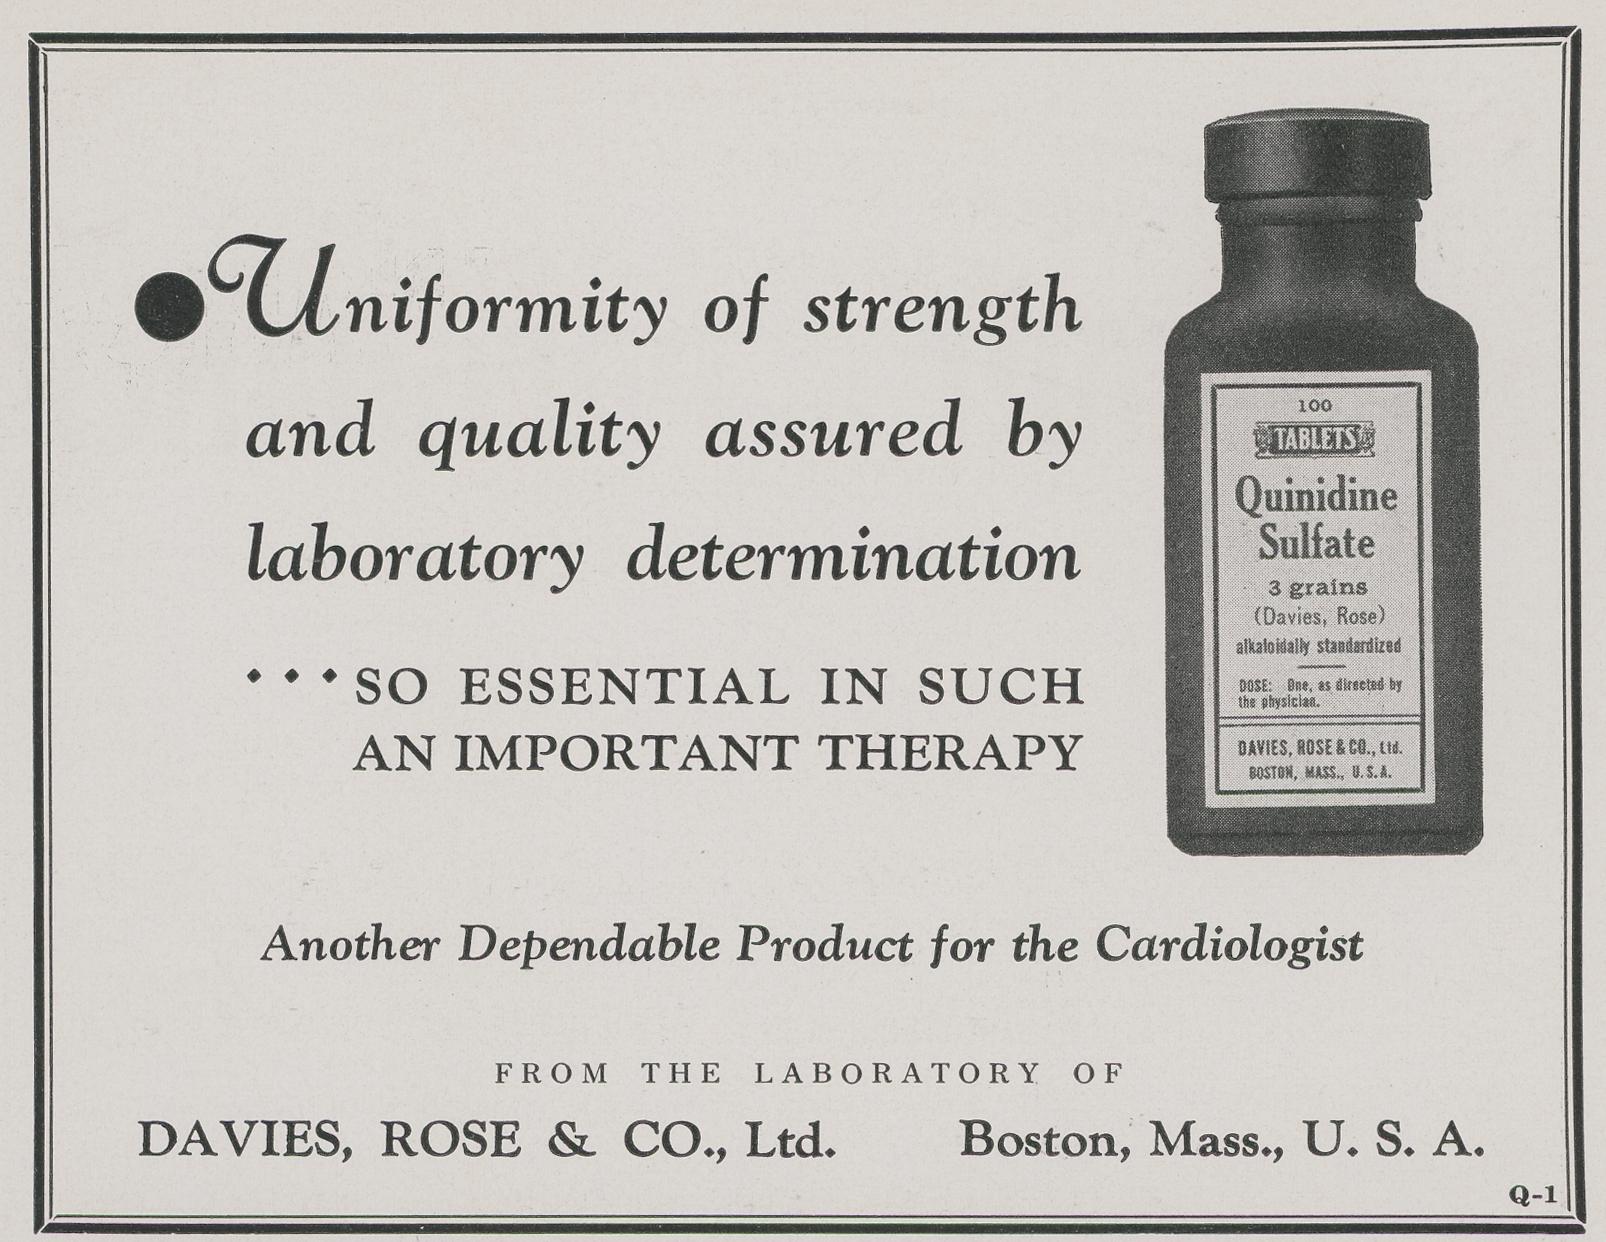 Uniformity of strength
and quality assured by
laboratory determination
···SO ESSENTIAL IN SUCH
AN IMPORTANT THERAPY
100
TABLETS
Quinidine
Sulfate
3 grains
(Davies, Rose)
alkaloidally standardized
DOSE: One, as directed by
the physician.
DAVIES, ROSE & CO., Ltd.
BOSTON, MASS., U.S.A.
Another Dependable Product for the Cardiologist
FROM THE LABORATORY OF
DAVIES, ROSE & CO., Ltd. Boston, Mass., U. S. A.
Q-1